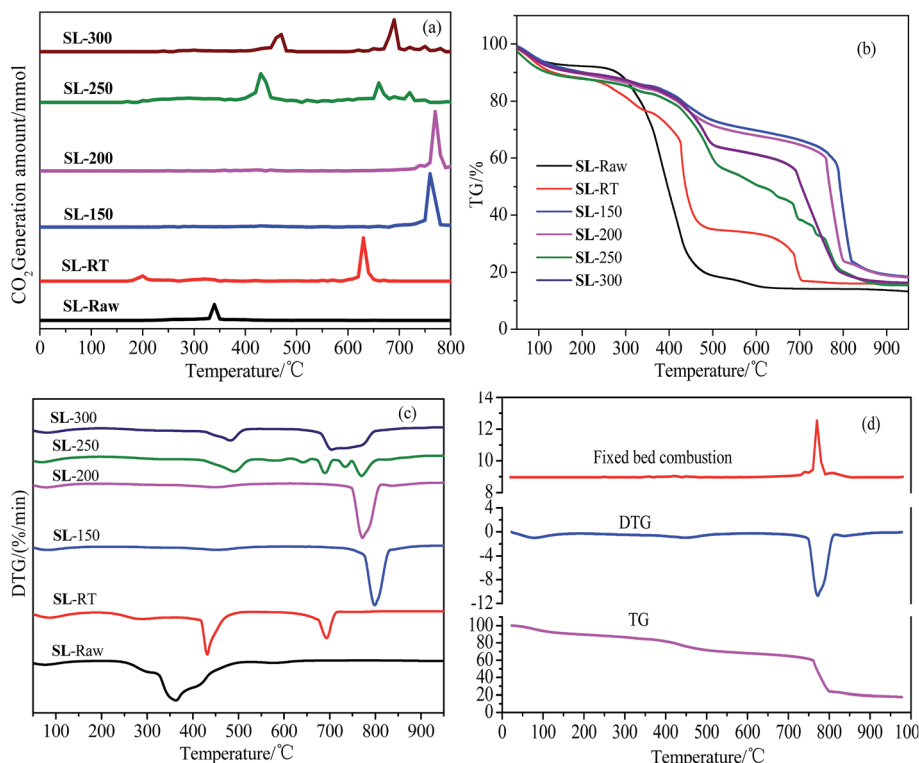 (a)
SL-300
SL-250
SL-200
SL-150
SL-RT
SL-Raw
CO2 Generation amount/mmol
0 100 200 300 400 500 600 700 800
Temperature/℃
(b)
100
80
60
40
20
0
TG/%
SL-Raw
SL-RT
SL-150
SL-200
SL-250
SL-300
100 200 300 400 500 600 700 800 900
Temperature/℃
(c)
SL-300
SL-250
SL-200
SL-150
SL-RT
SL-Raw
DTG/(%/min)
100 200 300 400 500 600 700 800 900
Temperature/℃
(d)
14
12
10
8
Fixed bed combustion
0
-4
-8
-12
DTG
100
80
60
40
20
0
TG
0 100 200 300 400 500 600 700 800 900 100
Temperature/℃